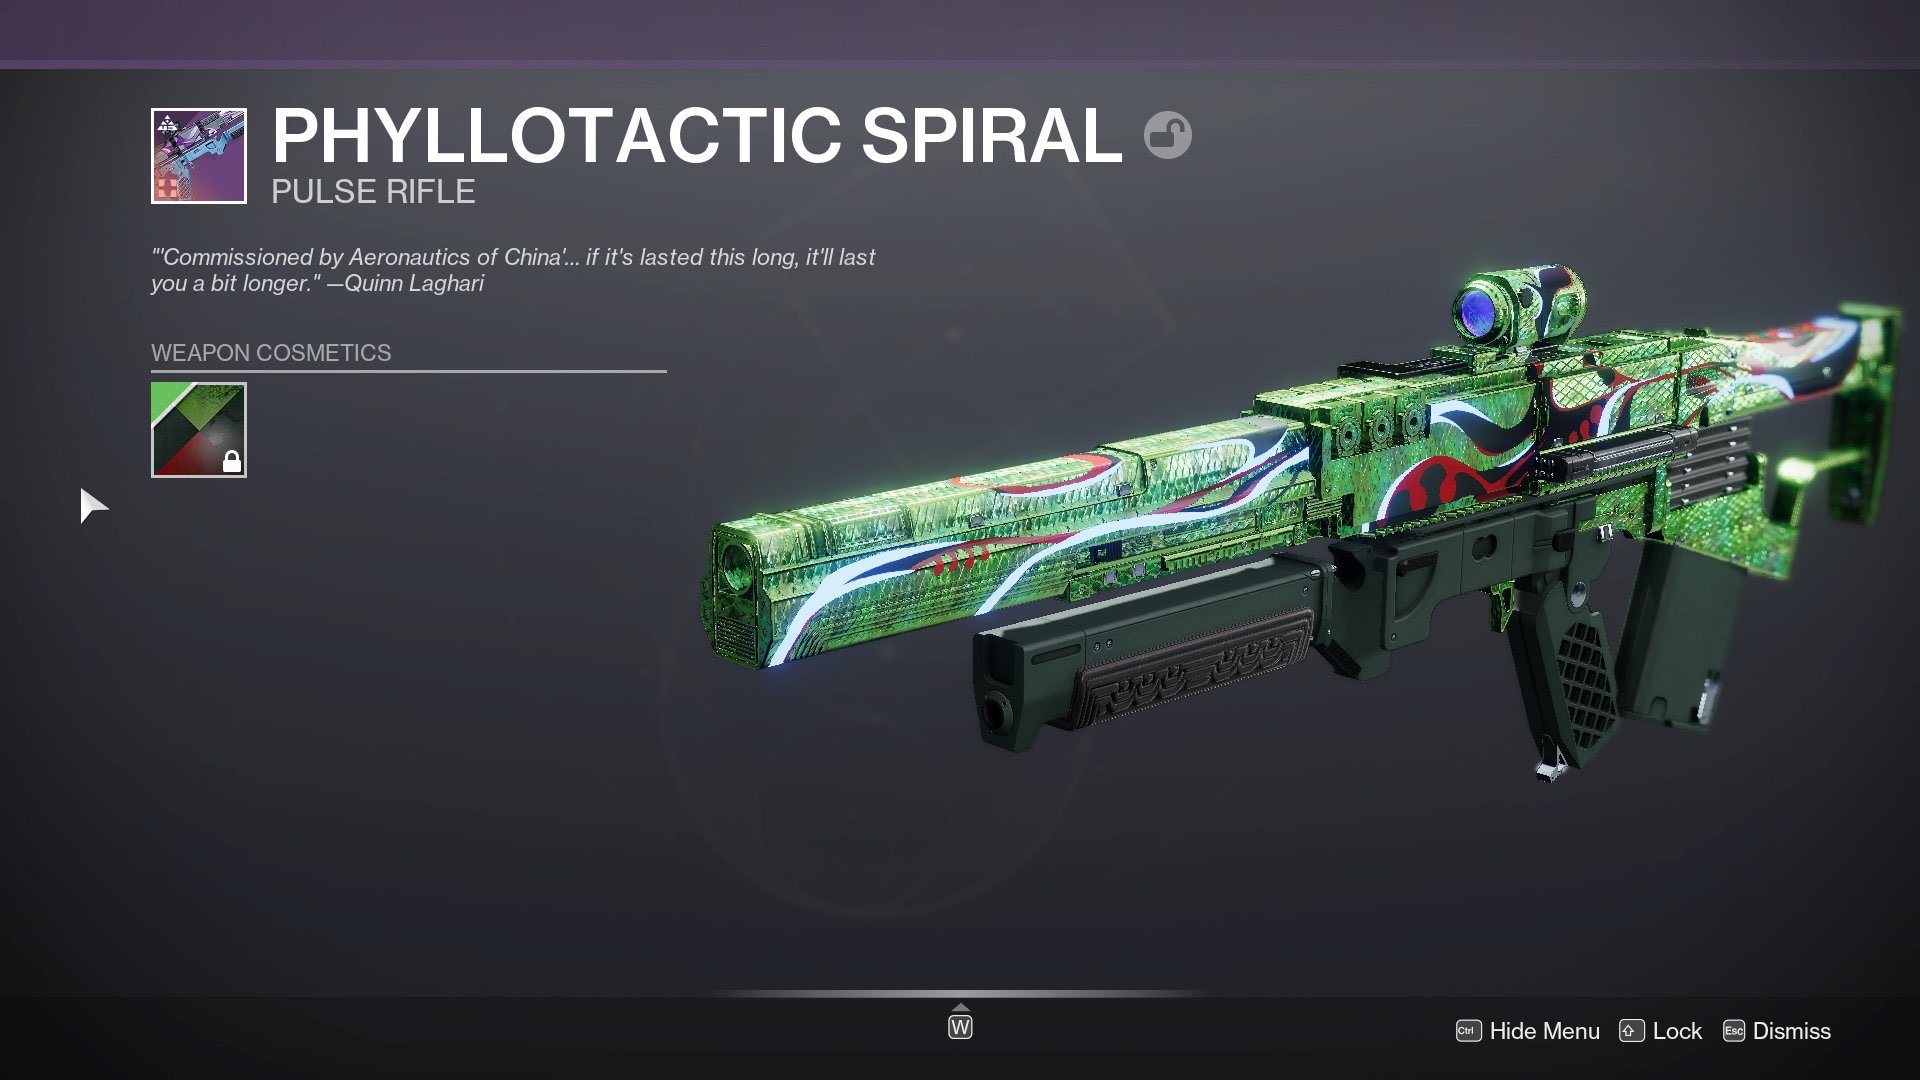 PHYLLOTACTIC SPIRAL
PULSE RIFLE
"'Commissioned by Aeronautics of China'... if it's lasted this long, it'll last
you a bit longer." —Quinn Laghari
WEAPON COSMETICS
W
Ctrl Hide Menu Lock Esc Dismiss